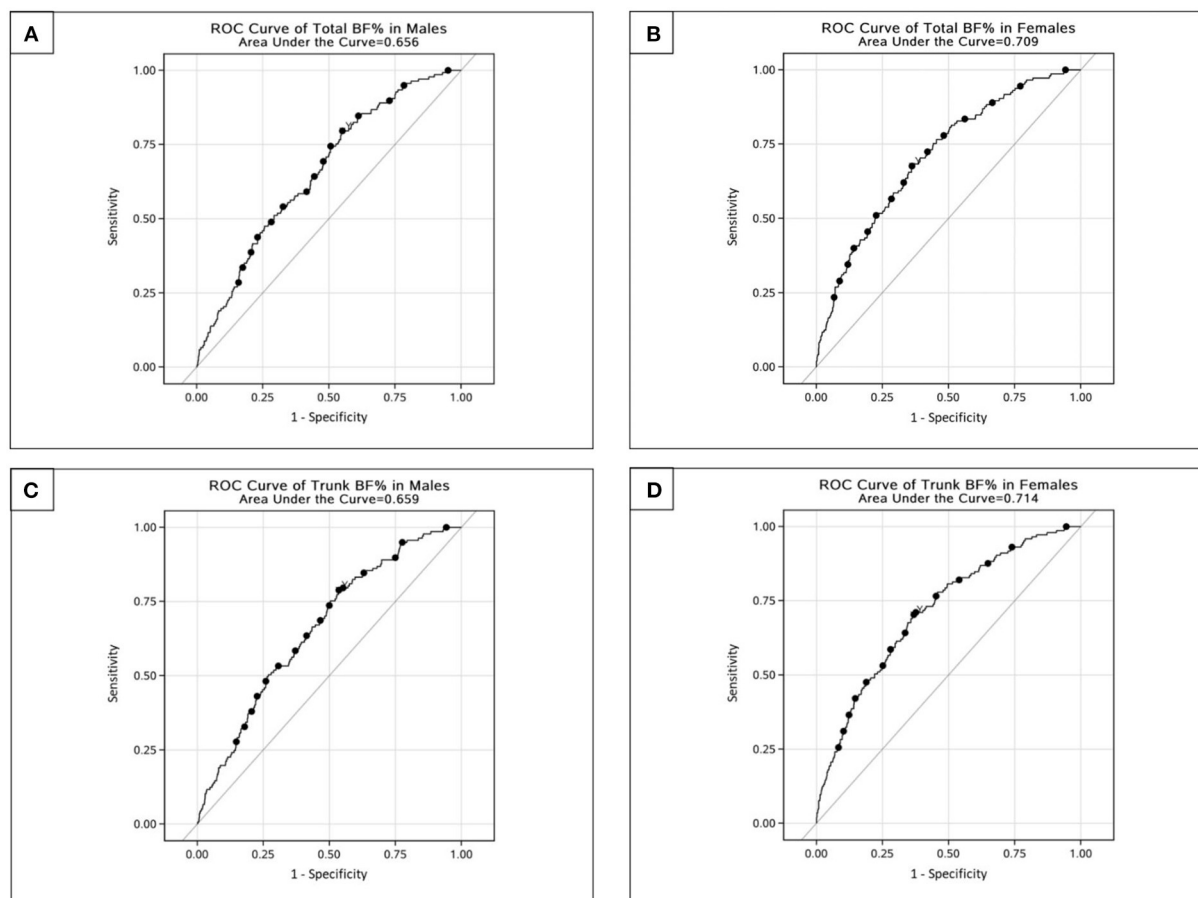 A
ROC Curve of Total BF% in Males
Area Under the Curve=0.656
1.00
0.75
0.50
0.25
0.00
Sensitivity
Y
0.00 0.25 0.50 0.75 1.00
1 - Specificity
B
ROC Curve of Total BF% in Females
Area Under the Curve=0.709
1.00
0.75
0.50
0.25
0.00
Sensitivity
Y
0.00 0.25 0.50 0.75 1.00
1 - Specificity
C
ROC Curve of Trunk BF% in Males
Area Under the Curve=0.659
1.00
0.75
0.50
0.25
0.00
Sensitivity
Y
0.00 0.25 0.50 0.75 1.00
1 - Specificity
D
ROC Curve of Trunk BF% in Females
Area Under the Curve=0.714
1.00
0.75
0.50
0.25
0.00
Sensitivity
Y
0.00 0.25 0.50 0.75 1.00
1 - Specificity